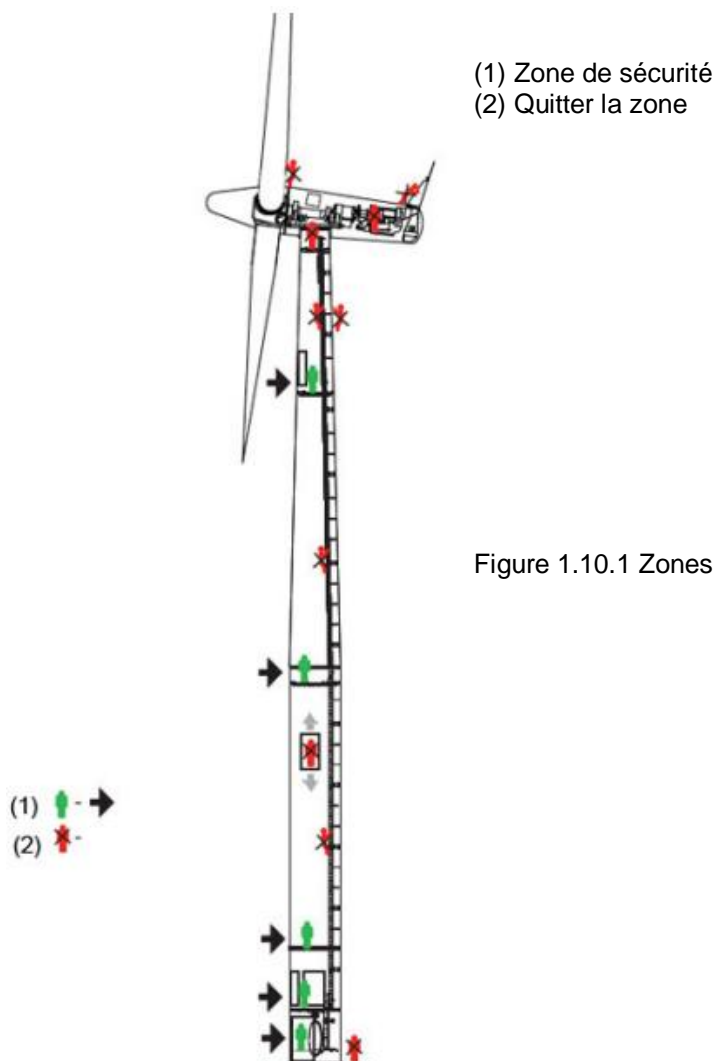 (1) Zone de sécurité
(2) Quitter la zone
Figure 1.10.1 Zones
(1) -
(2) -